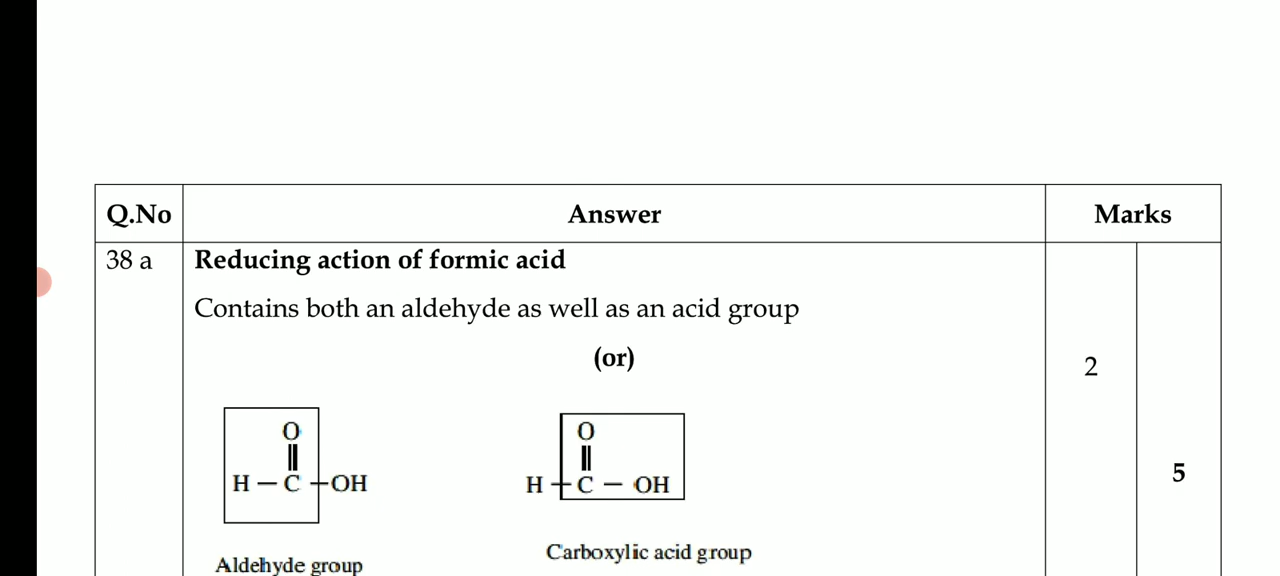 Q.No Answer Marks
38 a Reducing action of formic acid
Contains both an aldehyde as well as an acid group
(or)
2
O O
|| ||
H — C —OH H —C — OH
5
Aldehyde group Carboxylic acid group